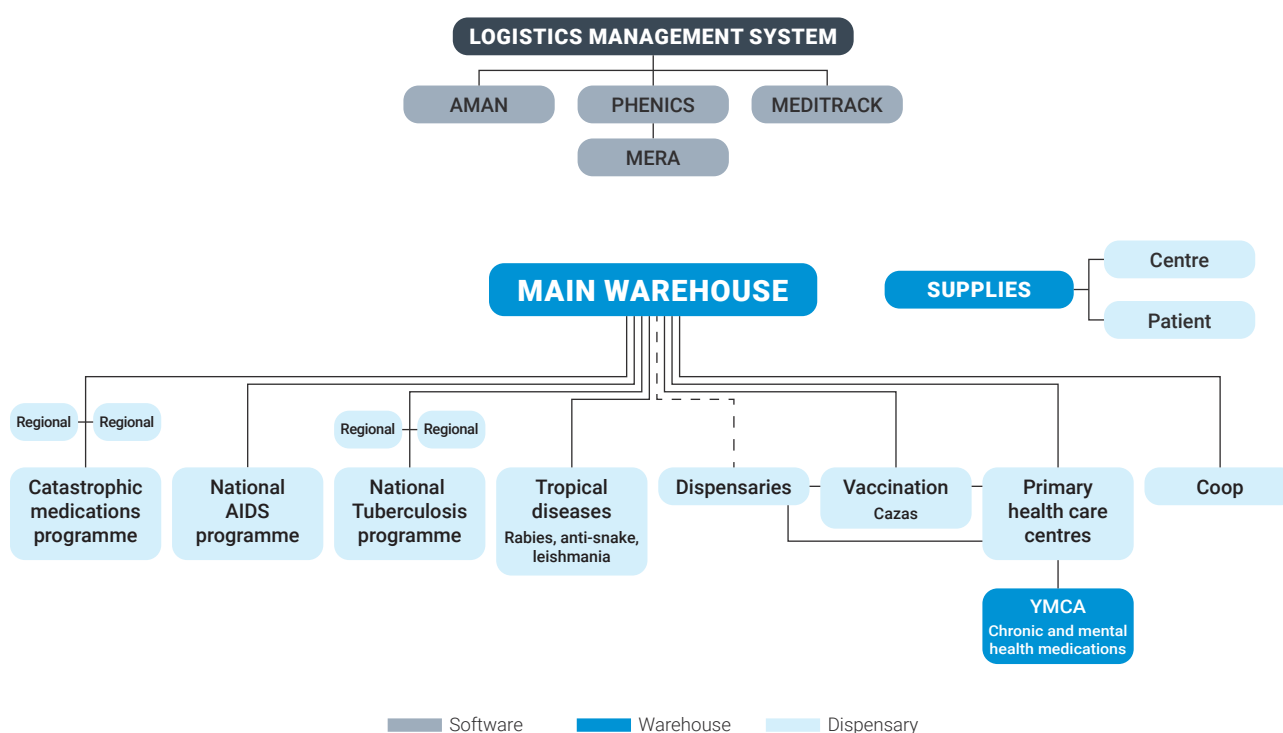 LOGISTICS MANAGEMENT SYSTEM
AMAN
PHENICS
MEDITRACK
MERA
MAIN WAREHOUSE
SUPPLIES
Centre
Patient
Regional
Regional
Regional
Regional
Catastrophic
medications
programme
National
AIDS
programme
National
Tuberculosis
programme
Tropical
diseases
Rabies, anti-snake,
leishmania
Dispensaries
Vaccination
Cazas
Primary
health care
centres
Coop
YMCA
Chronic and mental
health medications
Software
Warehouse
Dispensary